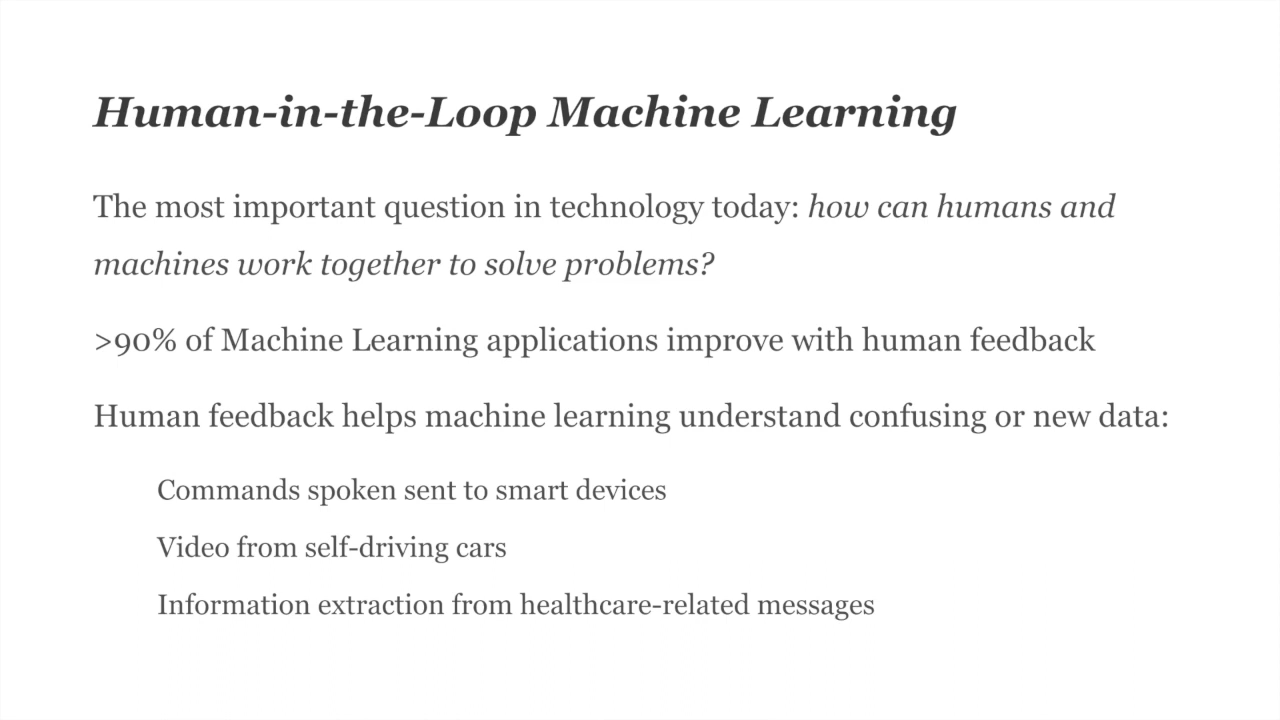 Human-in-the-Loop Machine Learning
The most important question in technology today: how can humans and
machines work together to solve problems?
>90% of Machine Learning applications improve with human feedback
Human feedback helps machine learning understand confusing or new data:
Commands spoken sent to smart devices
Video from self-driving cars
Information extraction from healthcare-related messages